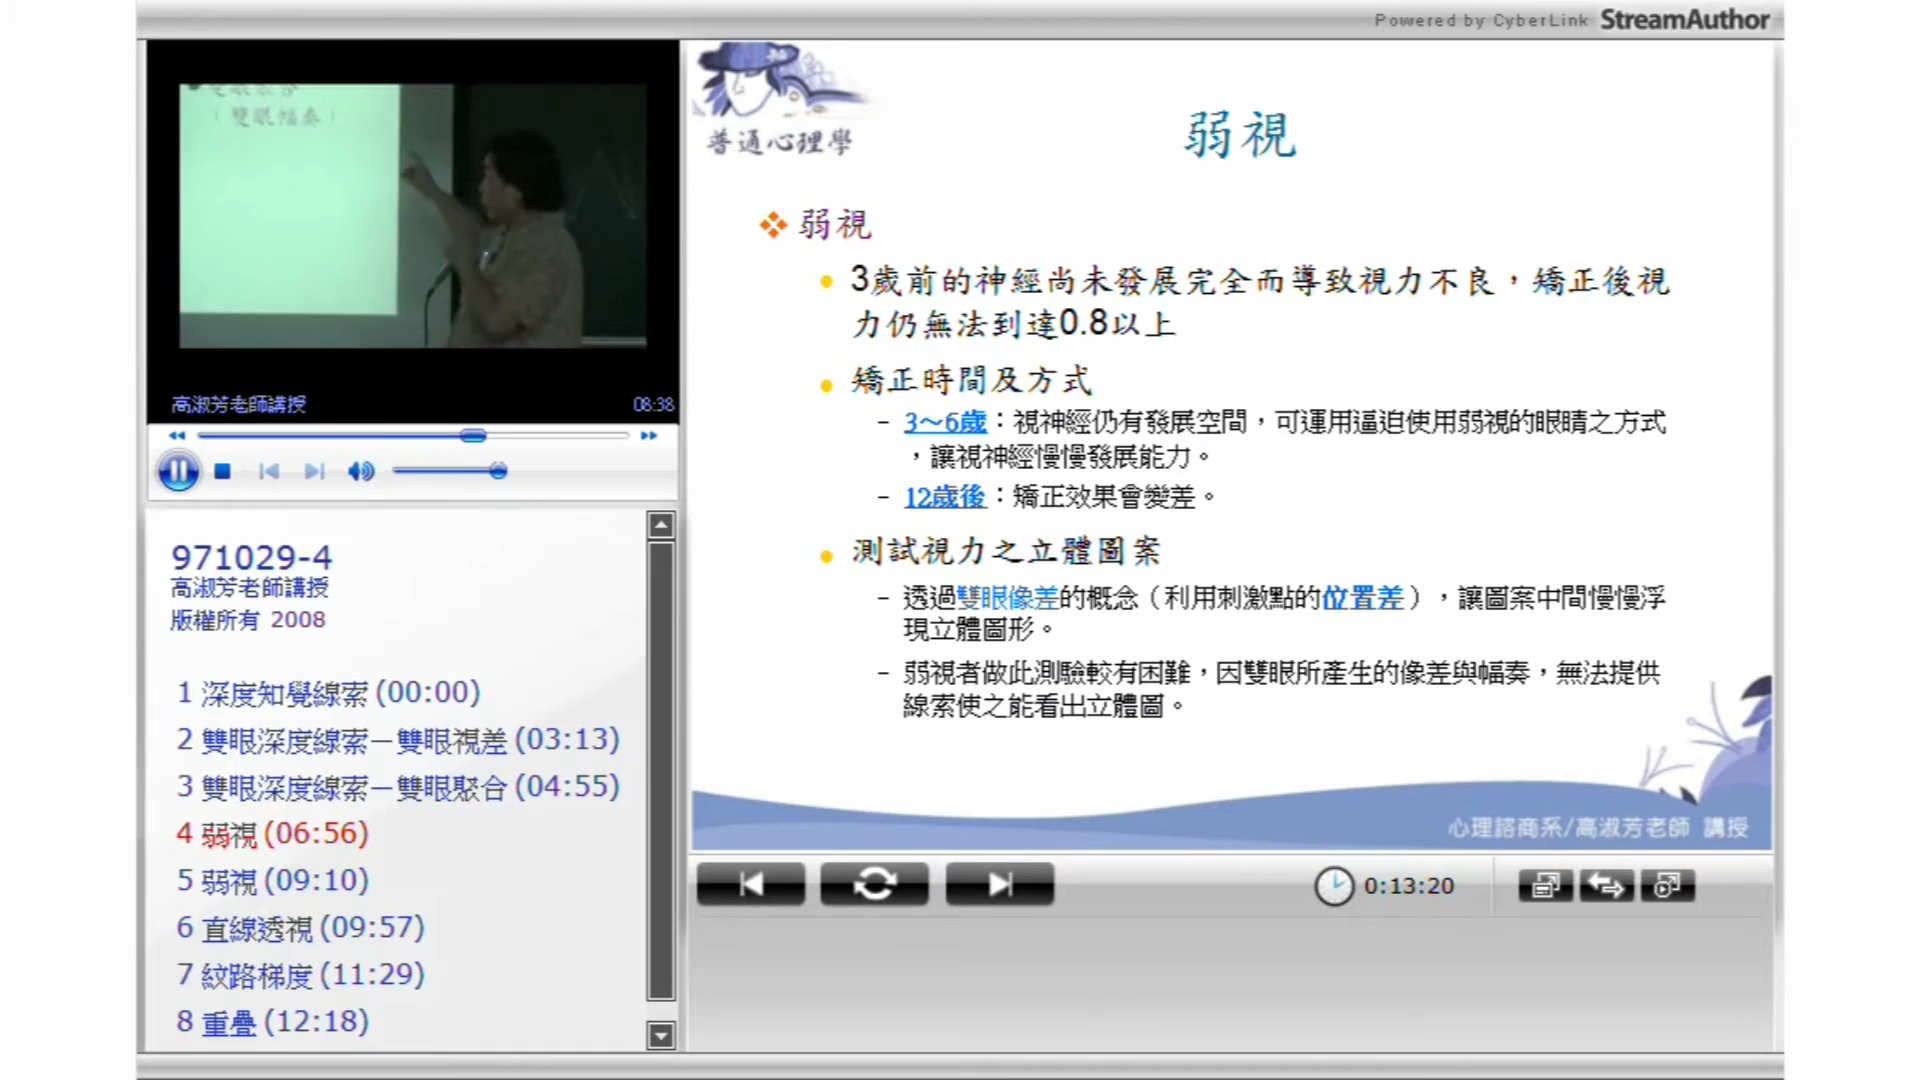 Powered by CyberLink StreamAuthor
（雙眼幅奏）
高淑芳老師講授
08:38
971029-4
高淑芳老師講授
版權所有 2008
1 深度知覺線索 (00:00)
2 雙眼深度線索－雙眼視差 (03:13)
3 雙眼深度線索－雙眼聚合 (04:55)
4 弱視 (06:56)
5 弱視 (09:10)
6 直線透視 (09:57)
7 紋路梯度 (11:29)
8 重疊 (12:18)
普通心理學
弱視
弱視
3歲前的神經尚未發展完全而導致視力不良，矯正後視
力仍無法到達0.8以上
矯正時間及方式
– 3～6歲：視神經仍有發展空間，可運用逼迫使用弱視的眼睛之方式
，讓視神經慢慢發展能力。
– 12歲後：矯正效果會變差。
測試視力之立體圖案
– 透過雙眼像差的概念（利用刺激點的位置差），讓圖案中間慢慢浮
現立體圖形。
– 弱視者做此測驗較有困難，因雙眼所產生的像差與幅奏，無法提供
線索使之能看出立體圖。
心理諮商系/高淑芳老師 講授
0:13:20